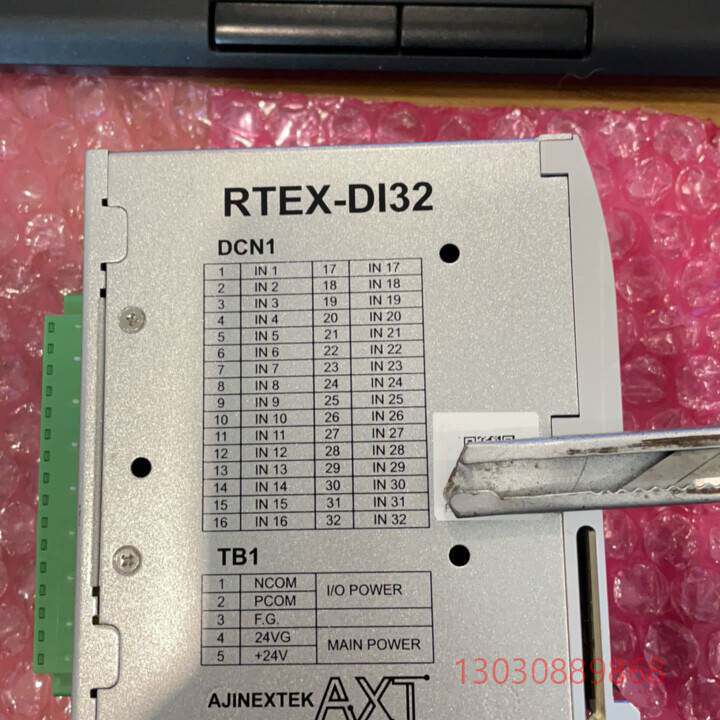 RTEX-DI32
DCN1
1 IN 1 17 IN 17
2 IN 2 18 IN 18
3 IN 3 19 IN 19
4 IN 4 20 IN 20
5 IN 5 21 IN 21
6 IN 6 22 IN 22
7 IN 7 23 IN 23
8 IN 8 24 IN 24
9 IN 9 25 IN 25
10 IN 10 26 IN 26
11 IN 11 27 IN 27
12 IN 12 28 IN 28
13 IN 13 29 IN 29
14 IN 14 30 IN 30
15 IN 15 31 IN 31
16 IN 16 32 IN 32
TB1
1 NCOM I/O POWER
2 PCOM
3 F.G.
4 24VG MAIN POWER
5 +24V
13030889868
AJINEXTEK AXT